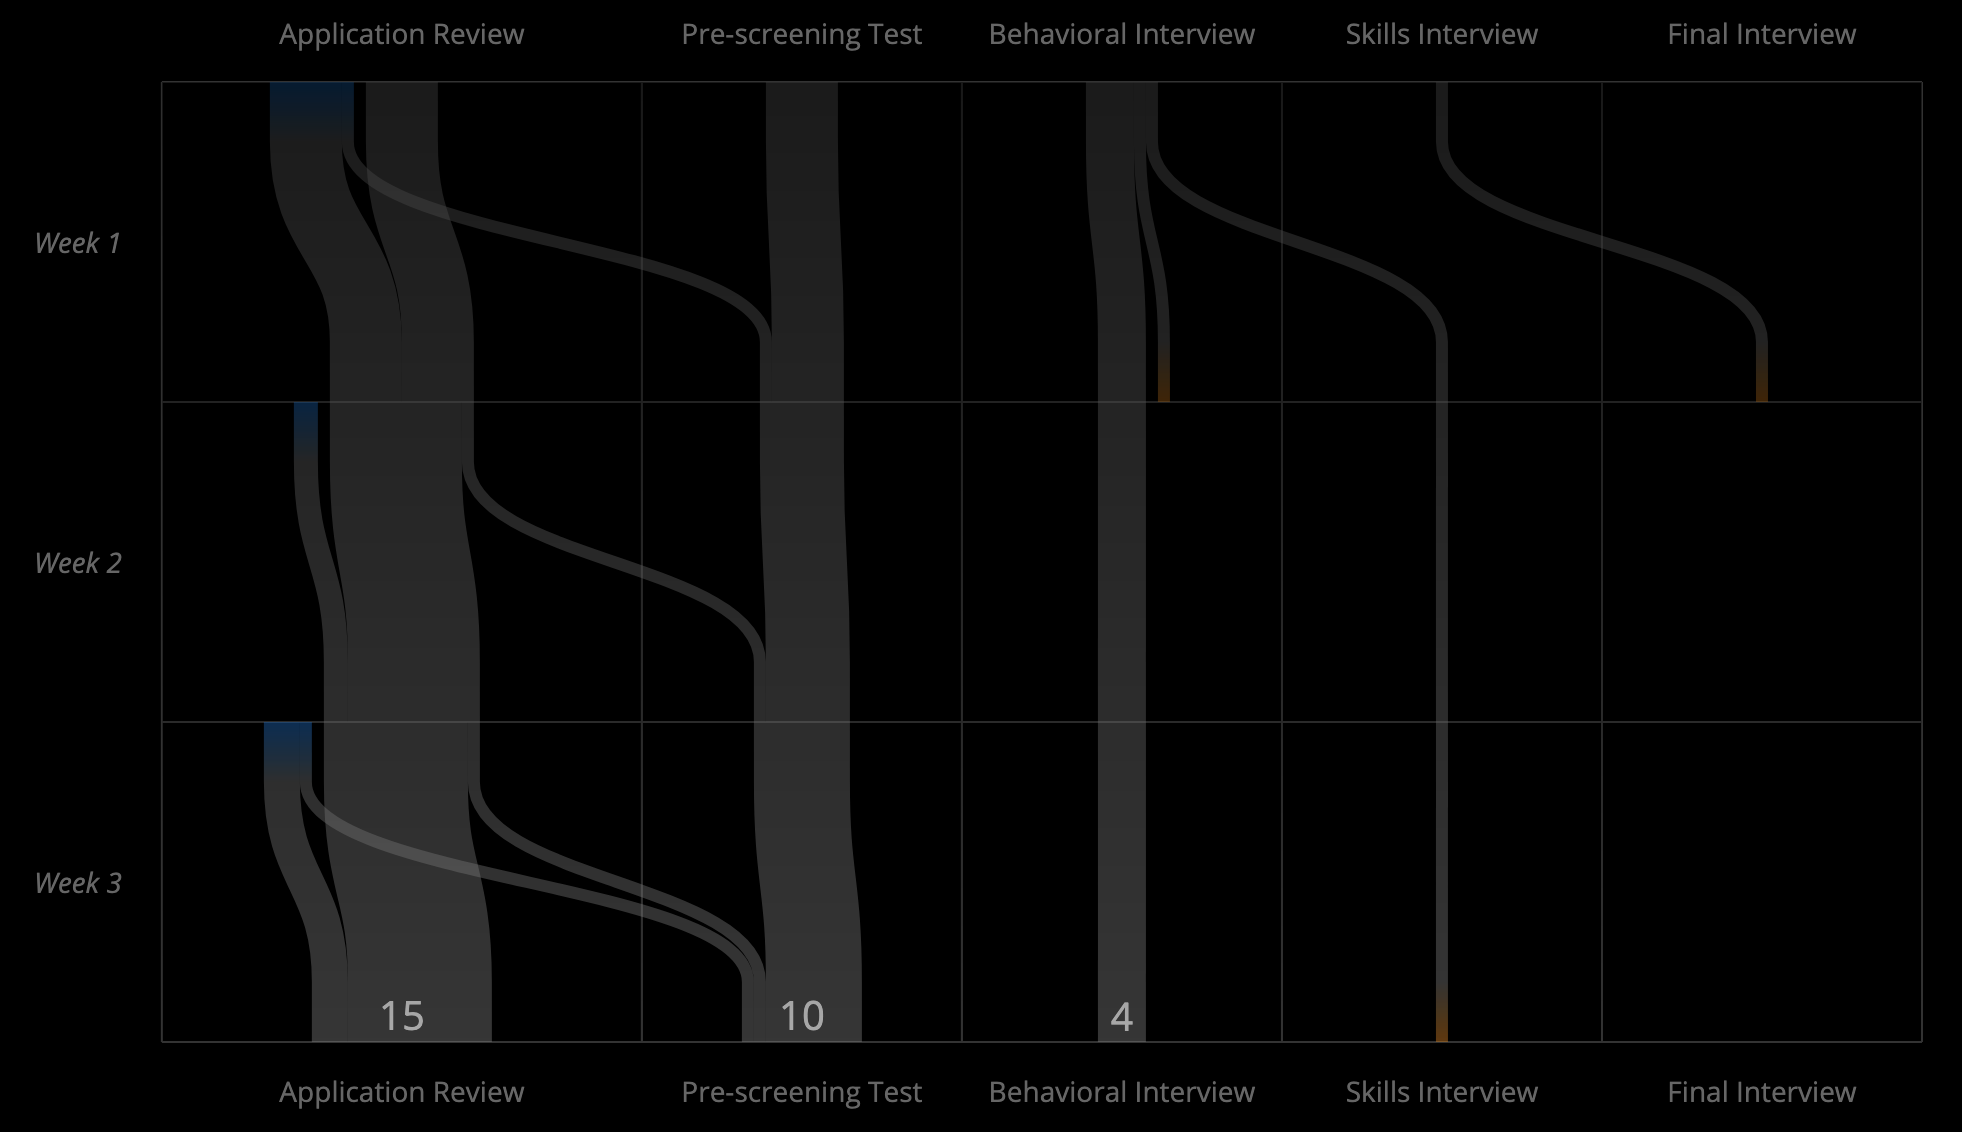 Application Review Pre-screening Test Behavioral Interview Skills Interview Final Interview
Week 1
Week 2
Week 3
15 10 4
Application Review Pre-screening Test Behavioral Interview Skills Interview Final Interview